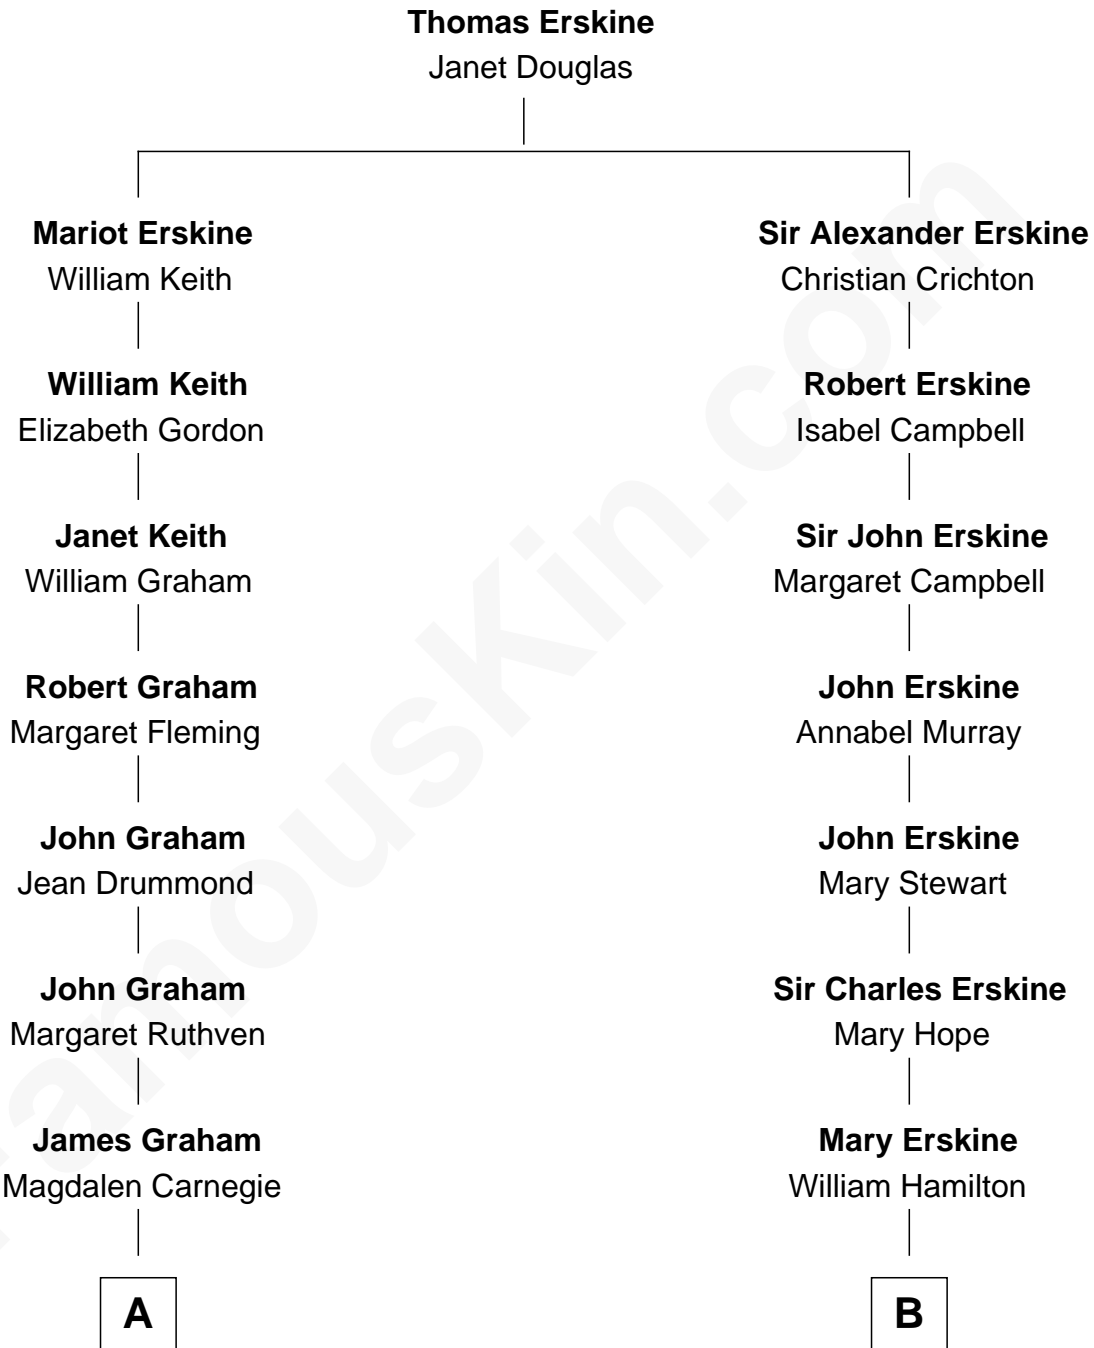 Thomas Erskine
Janet Douglas
Mariot Erskine
William Keith
Sir Alexander Erskine
Christian Crichton
William Keith
Elizabeth Gordon
Robert Erskine
Isabel Campbell
Janet Keith
William Graham
Sir John Erskine
Margaret Campbell
Robert Graham
Margaret Fleming
John Erskine
Annabel Murray
John Graham
Jean Drummond
John Erskine
Mary Stewart
John Graham
Margaret Ruthven
Sir Charles Erskine
Mary Hope
James Graham
Magdalen Carnegie
Mary Erskine
William Hamilton
A
B
FamousKin.com